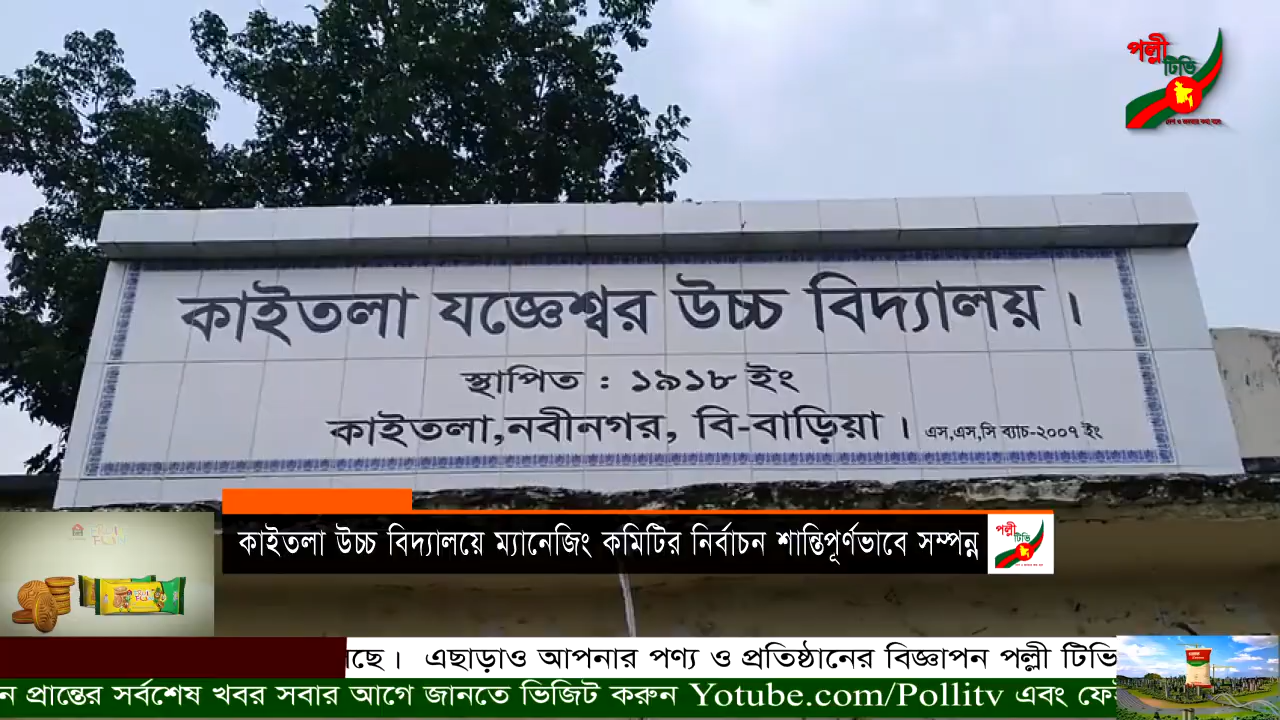 পল্লী
টিভি
কাইতলা যজ্ঞেশ্বর উচ্চ বিদ্যালয়।
স্থাপিত : ১৯১৮ ইং
কাইতলা,নবীনগর, বি-বাড়িয়া।
এস,এস,সি ব্যাচ-২০০৭ ইং
কাইতলা উচ্চ বিদ্যালয়ে ম্যানেজিং কমিটির নির্বাচন শান্তিপূর্ণভাবে সম্পন্ন
পল্লী
টিভি
ছে। এছাড়াও আপনার পণ্য ও প্রতিষ্ঠানের বিজ্ঞাপন পল্লী টিভি
ন প্রান্তের সর্বশেষ খবর সবার আগে জানতে ভিজিট করুন Yotube.com/Pollitv এবং ফে